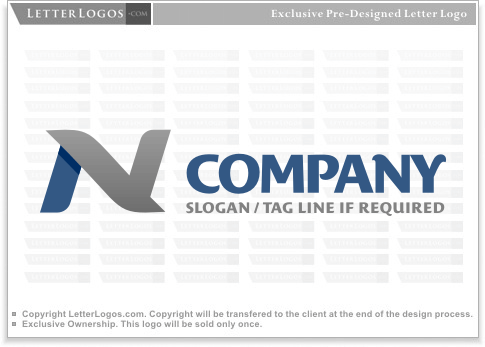 LETTERLOGOS.COM
Exclusive Pre-Designed Letter Logo
N
COMPANY
SLOGAN / TAG LINE IF REQUIRED
Copyright LetterLogos.com. Copyright will be transfered to the client at the end of the design process.
Exclusive Ownership. This logo will be sold only once.